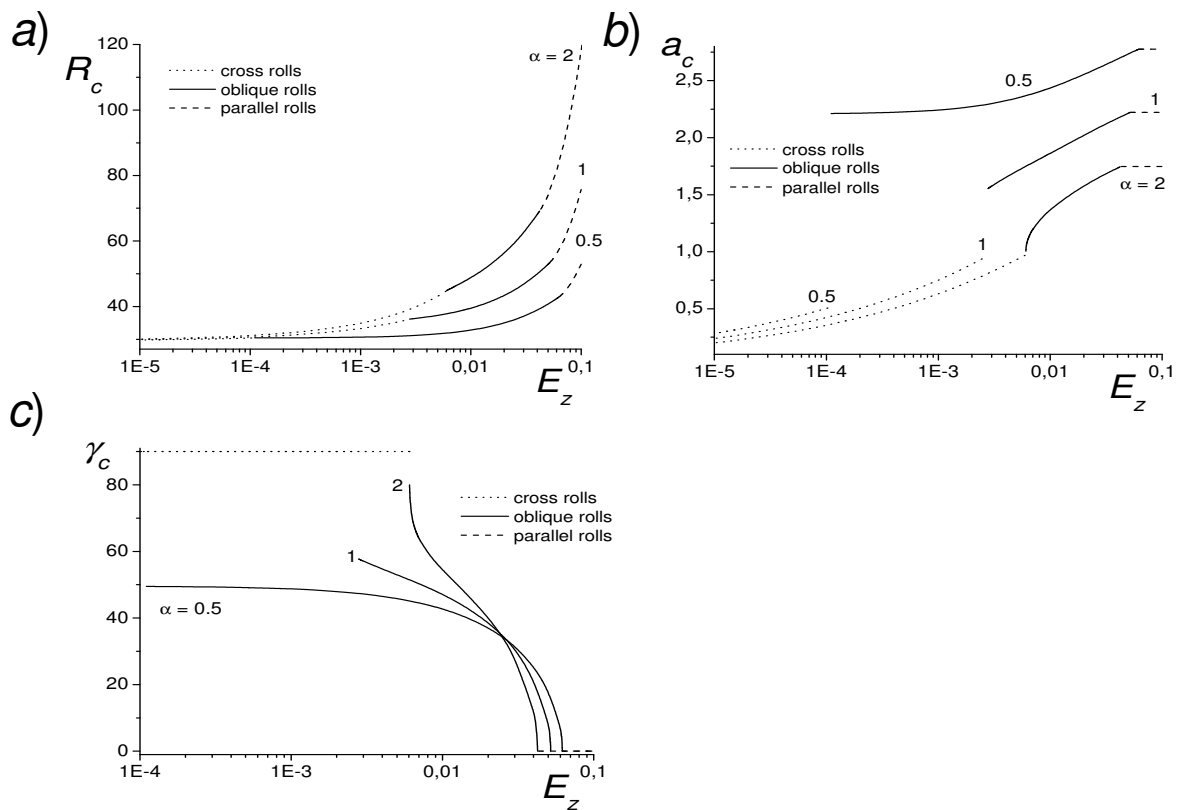 a)
R_c
120
100
80
60
40
1E-5
1E-4
1E-3
0,01
0,1
E_z
cross rolls
oblique rolls
parallel rolls
α = 2
1
0.5
b)
a_c
2,5
2,0
1,5
1,0
0,5
1E-5
1E-4
1E-3
0,01
0,1
E_z
0.5
1
cross rolls
oblique rolls
parallel rolls
α = 2
1
0.5
c)
γ_c
80
60
40
20
0
1E-4
1E-3
0,01
0,1
E_z
2
cross rolls
oblique rolls
parallel rolls
1
α = 0.5